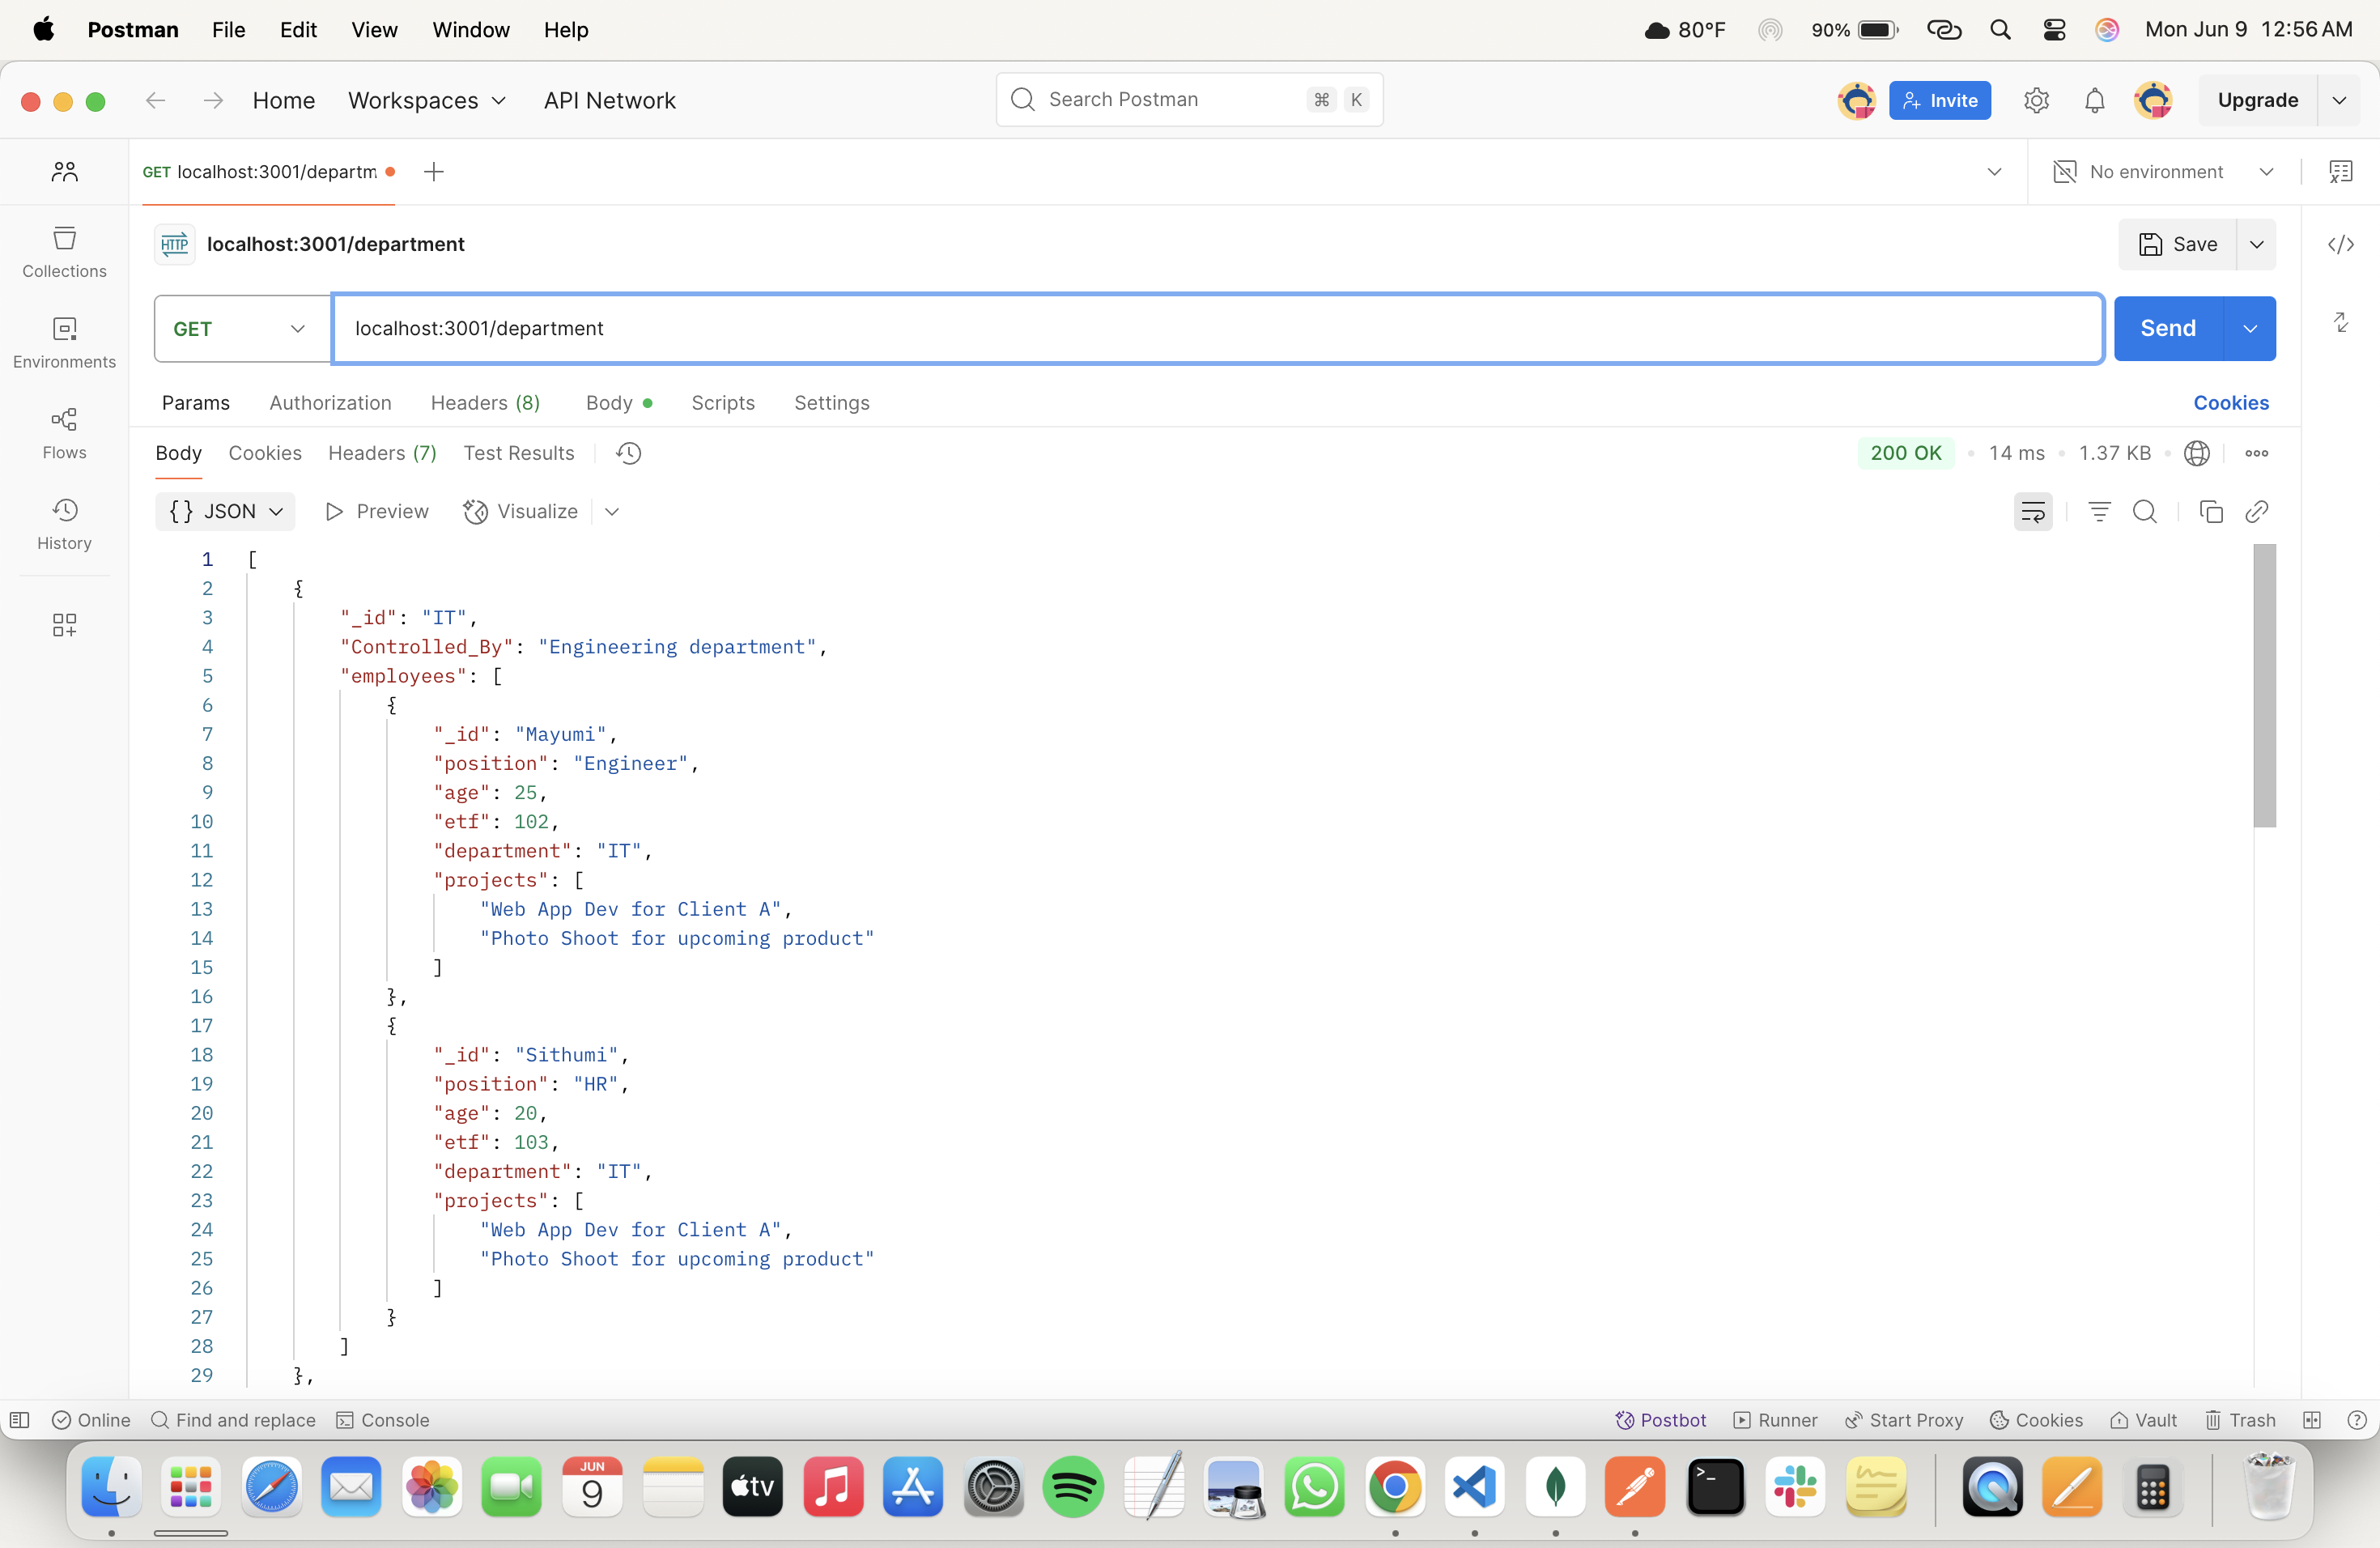 Postman File Edit View Window Help 80°F 90% Mon Jun 9 12:56 AM
Home Workspaces API Network Search Postman ⌘ K Invite Upgrade
GET localhost:3001/departm No environment
HTTP localhost:3001/department Save
Collections
GET localhost:3001/department Send
Environments
Params Authorization Headers (8) Body Scripts Settings Cookies
Flows
Body Cookies Headers (7) Test Results 200 OK 14 ms 1.37 KB
{} JSON Preview Visualize
History
1 [
2 {
3 "_id": "IT",
4 "Controlled_By": "Engineering department",
5 "employees": [
6 {
7 "_id": "Mayumi",
8 "position": "Engineer",
9 "age": 25,
10 "etf": 102,
11 "department": "IT",
12 "projects": [
13 "Web App Dev for Client A",
14 "Photo Shoot for upcoming product"
15 ]
16 },
17 {
18 "_id": "Sithumi",
19 "position": "HR",
20 "age": 20,
21 "etf": 103,
22 "department": "IT",
23 "projects": [
24 "Web App Dev for Client A",
25 "Photo Shoot for upcoming product"
26 ]
27 }
28 ]
29 },
Online Find and replace Console Postbot Runner Start Proxy Cookies Vault Trash
JUN
9
tv